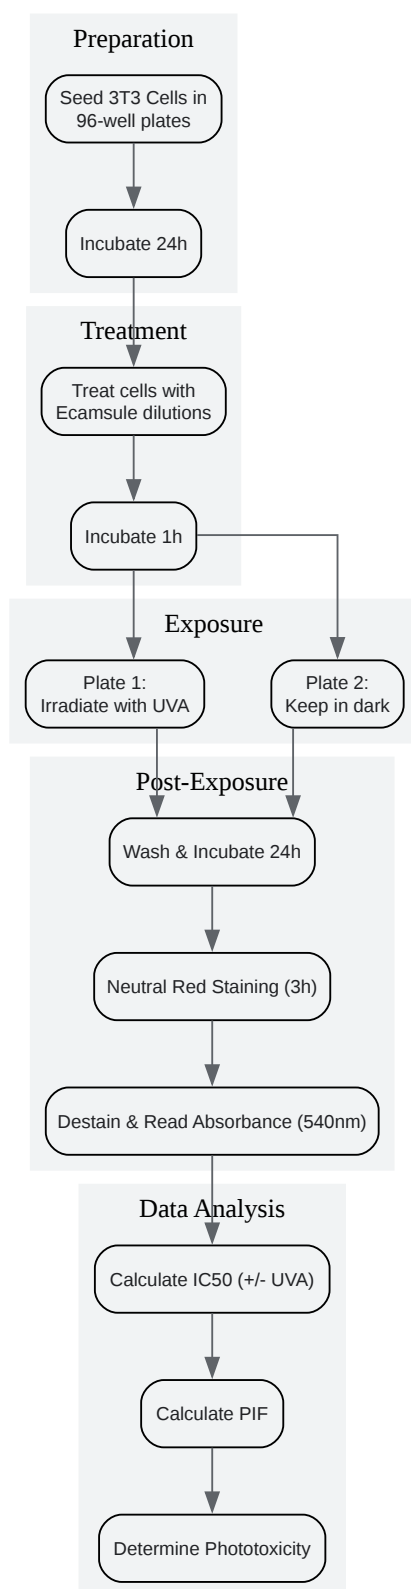 Preparation
Seed 3T3 Cells in
96-well plates
Incubate 24h
Treatment
Treat cells with
Ecamsule dilutions
Incubate 1h
Exposure
Plate 1:
Irradiate with UVA
Plate 2:
Keep in dark
Post-Exposure
Wash & Incubate 24h
Neutral Red Staining (3h)
Destain & Read Absorbance (540nm)
Data Analysis
Calculate IC50 (+/- UVA)
Calculate PIF
Determine Phototoxicity